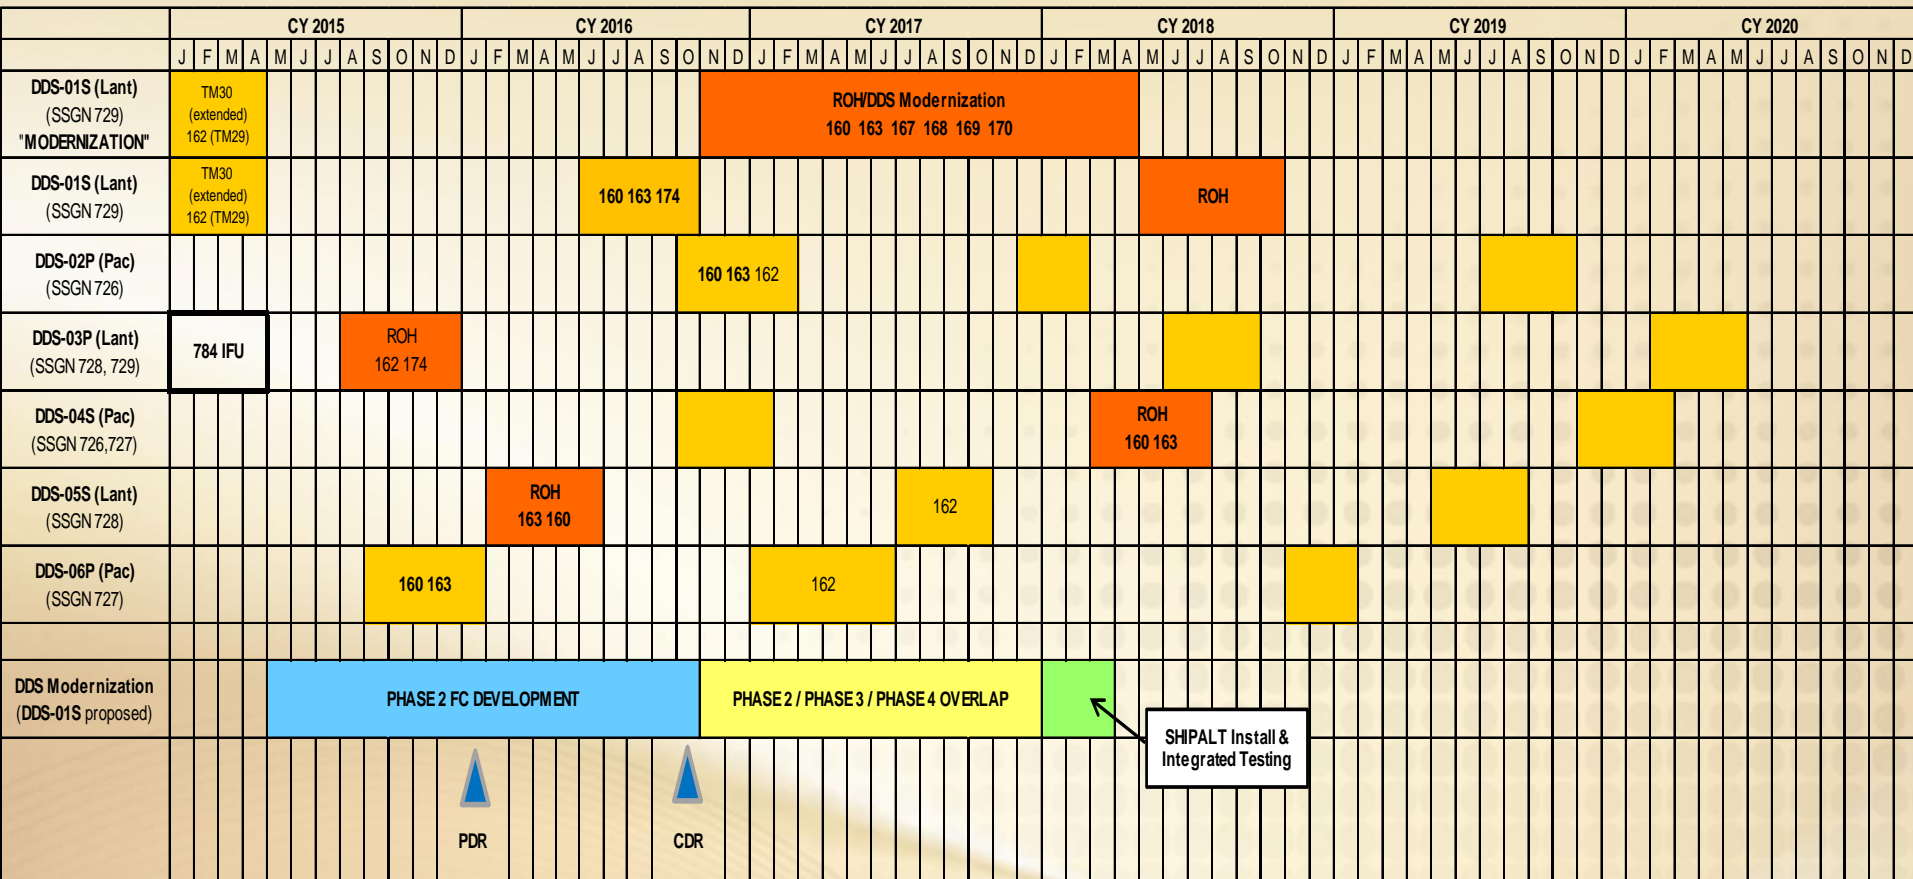 CY 2015 CY 2016 CY 2017 CY 2018 CY 2019 CY 2020
J F M A M J J A S O N D J F M A M J J A S O N D J F M A M J J A S O N D J F M A M J J A S O N D J F M A M J J A S O N D J F M A M J J A S O N D
DDS-01S (Lant)
(SSGN 729)
"MODERNIZATION"
TM30
(extended)
162 (TM29)
ROH/DDS Modernization
160 163 167 168 169 170
DDS-01S (Lant)
(SSGN 729)
TM30
(extended)
162 (TM29)
160 163 174
ROH
DDS-02P (Pac)
(SSGN 726)
160 163 162
DDS-03P (Lant)
(SSGN 728, 729)
784 IFU
ROH
162 174
DDS-04S (Pac)
(SSGN 726,727)
ROH
160 163
DDS-05S (Lant)
(SSGN 728)
ROH
163 160
162
DDS-06P (Pac)
(SSGN 727)
160 163
162
DDS Modernization
(DDS-01S proposed)
PHASE 2 FC DEVELOPMENT
PHASE 2 / PHASE 3 / PHASE 4 OVERLAP
SHIPALT Install &
Integrated Testing
PDR
CDR